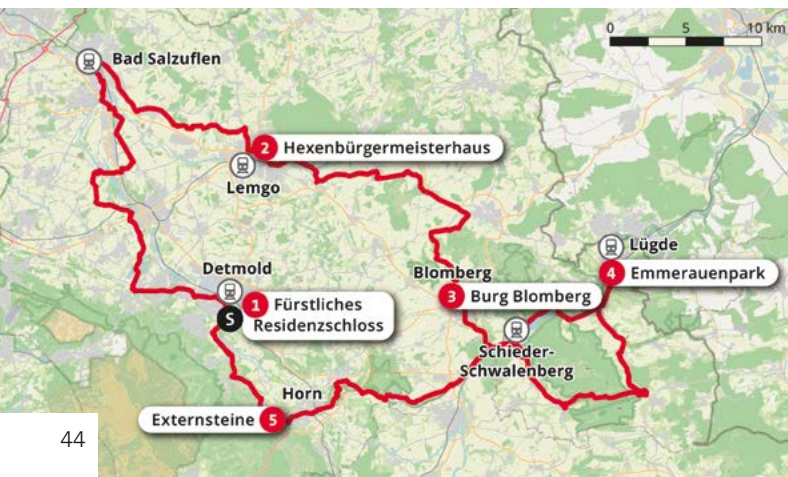 0 5 10 km
Bad Salzuflen
2 Hexenbürgermeisterhaus
Lemgo
Lügde
4 Emmerauenpark
Detmold
Blomberg
1 Fürstliches
Residenzschloss
S
3 Burg Blomberg
Schieder-
Schwalenberg
Horn
Externsteine 5
44